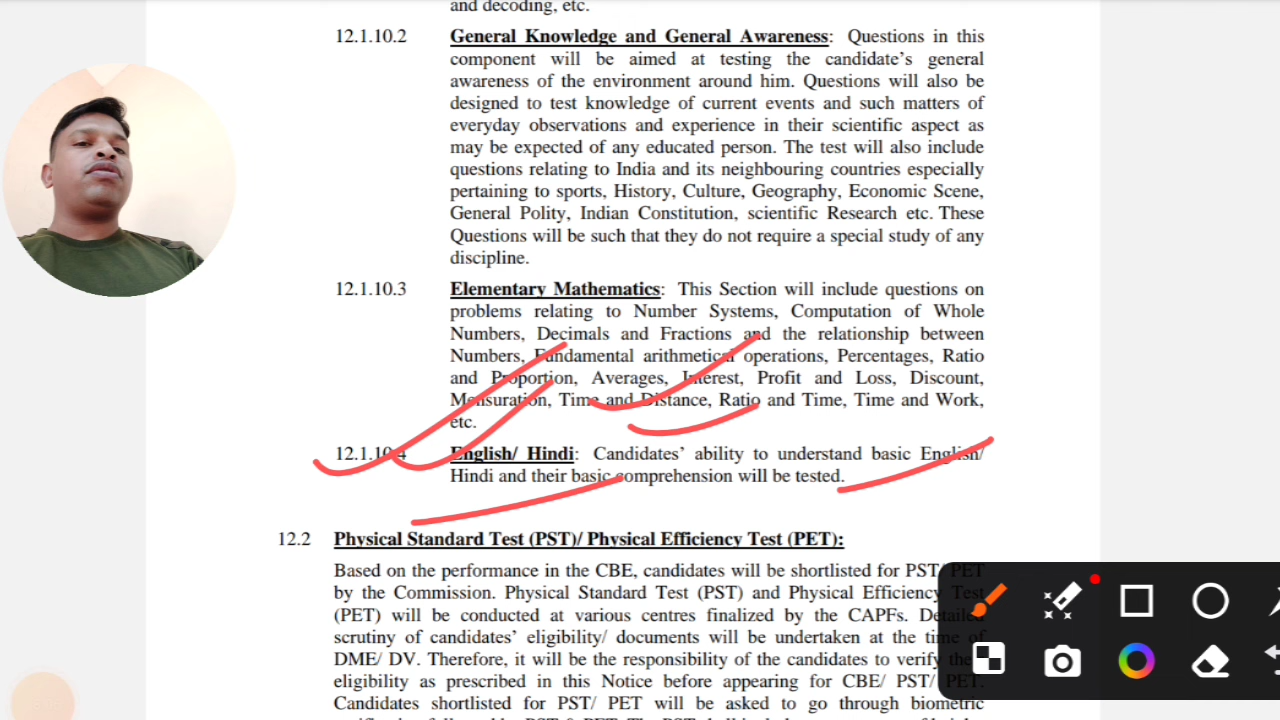 and decoding, etc.
12.1.10.2 General Knowledge and General Awareness: Questions in this
component will be aimed at testing the candidate’s general
awareness of the environment around him. Questions will also be
designed to test knowledge of current events and such matters of
everyday observations and experience in their scientific aspect as
may be expected of any educated person. The test will also include
questions relating to India and its neighbouring countries especially
pertaining to sports, History, Culture, Geography, Economic Scene,
General Polity, Indian Constitution, scientific Research etc. These
Questions will be such that they do not require a special study of any
discipline.
12.1.10.3 Elementary Mathematics: This Section will include questions on
problems relating to Number Systems, Computation of Whole
Numbers, Decimals and Fractions and the relationship between
Numbers, Fundamental arithmetical operations, Percentages, Ratio
and Proportion, Averages, Interest, Profit and Loss, Discount,
Mensuration, Time and Distance, Ratio and Time, Time and Work,
etc.
12.1.10.4 English/ Hindi: Candidates’ ability to understand basic English/
Hindi and their basic comprehension will be tested.
12.2 Physical Standard Test (PST)/ Physical Efficiency Test (PET):
Based on the performance in the CBE, candidates will be shortlisted for PST/ PET
by the Commission. Physical Standard Test (PST) and Physical Efficiency Test
(PET) will be conducted at various centres finalized by the CAPFs. Detailed
scrutiny of candidates’ eligibility/ documents will be undertaken at the time of
DME/ DV. Therefore, it will be the responsibility of the candidates to verify their
eligibility as prescribed in this Notice before appearing for CBE/ PST/ PET.
Candidates shortlisted for PST/ PET will be asked to go through biometric